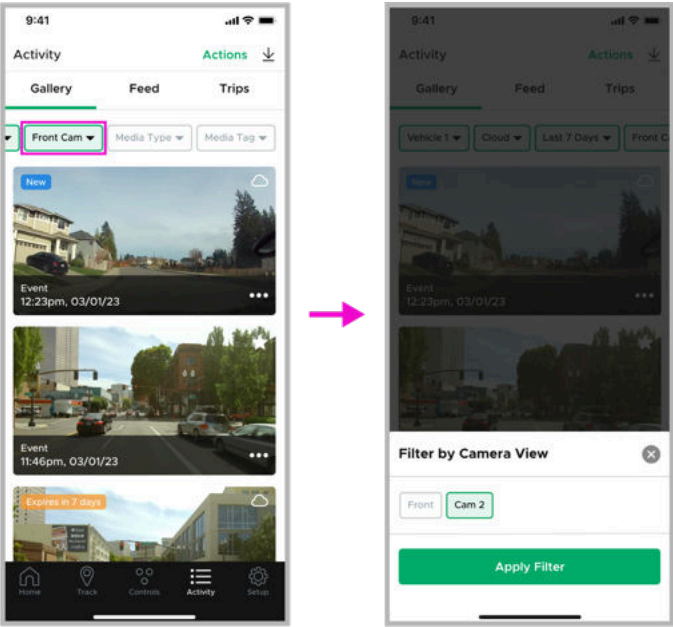 9:41
Activity
Actions
Gallery
Feed
Trips
Front Cam
Media Type
Media Tag
New
Event
12:23pm, 03/01/23
Event
11:46pm, 03/01/23
Expires in 7 days
Home
Track
Controls
Activity
Setup
9:41
Activity
Actions
Gallery
Feed
Trips
Vehicle 1
Cloud
Last 7 Days
Front C
New
Event
12:23pm, 03/01/23
Filter by Camera View
Front
Cam 2
Apply Filter